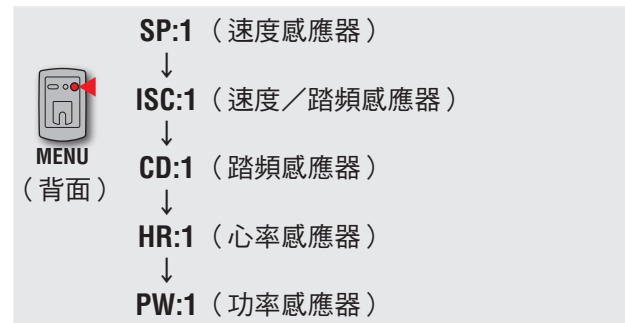 SP:1（速度感應器）
↓
ISC:1（速度／踏頻感應器）
↓
MENU
（背面）
CD:1（踏頻感應器）
↓
HR:1（心率感應器）
↓
PW:1（功率感應器）